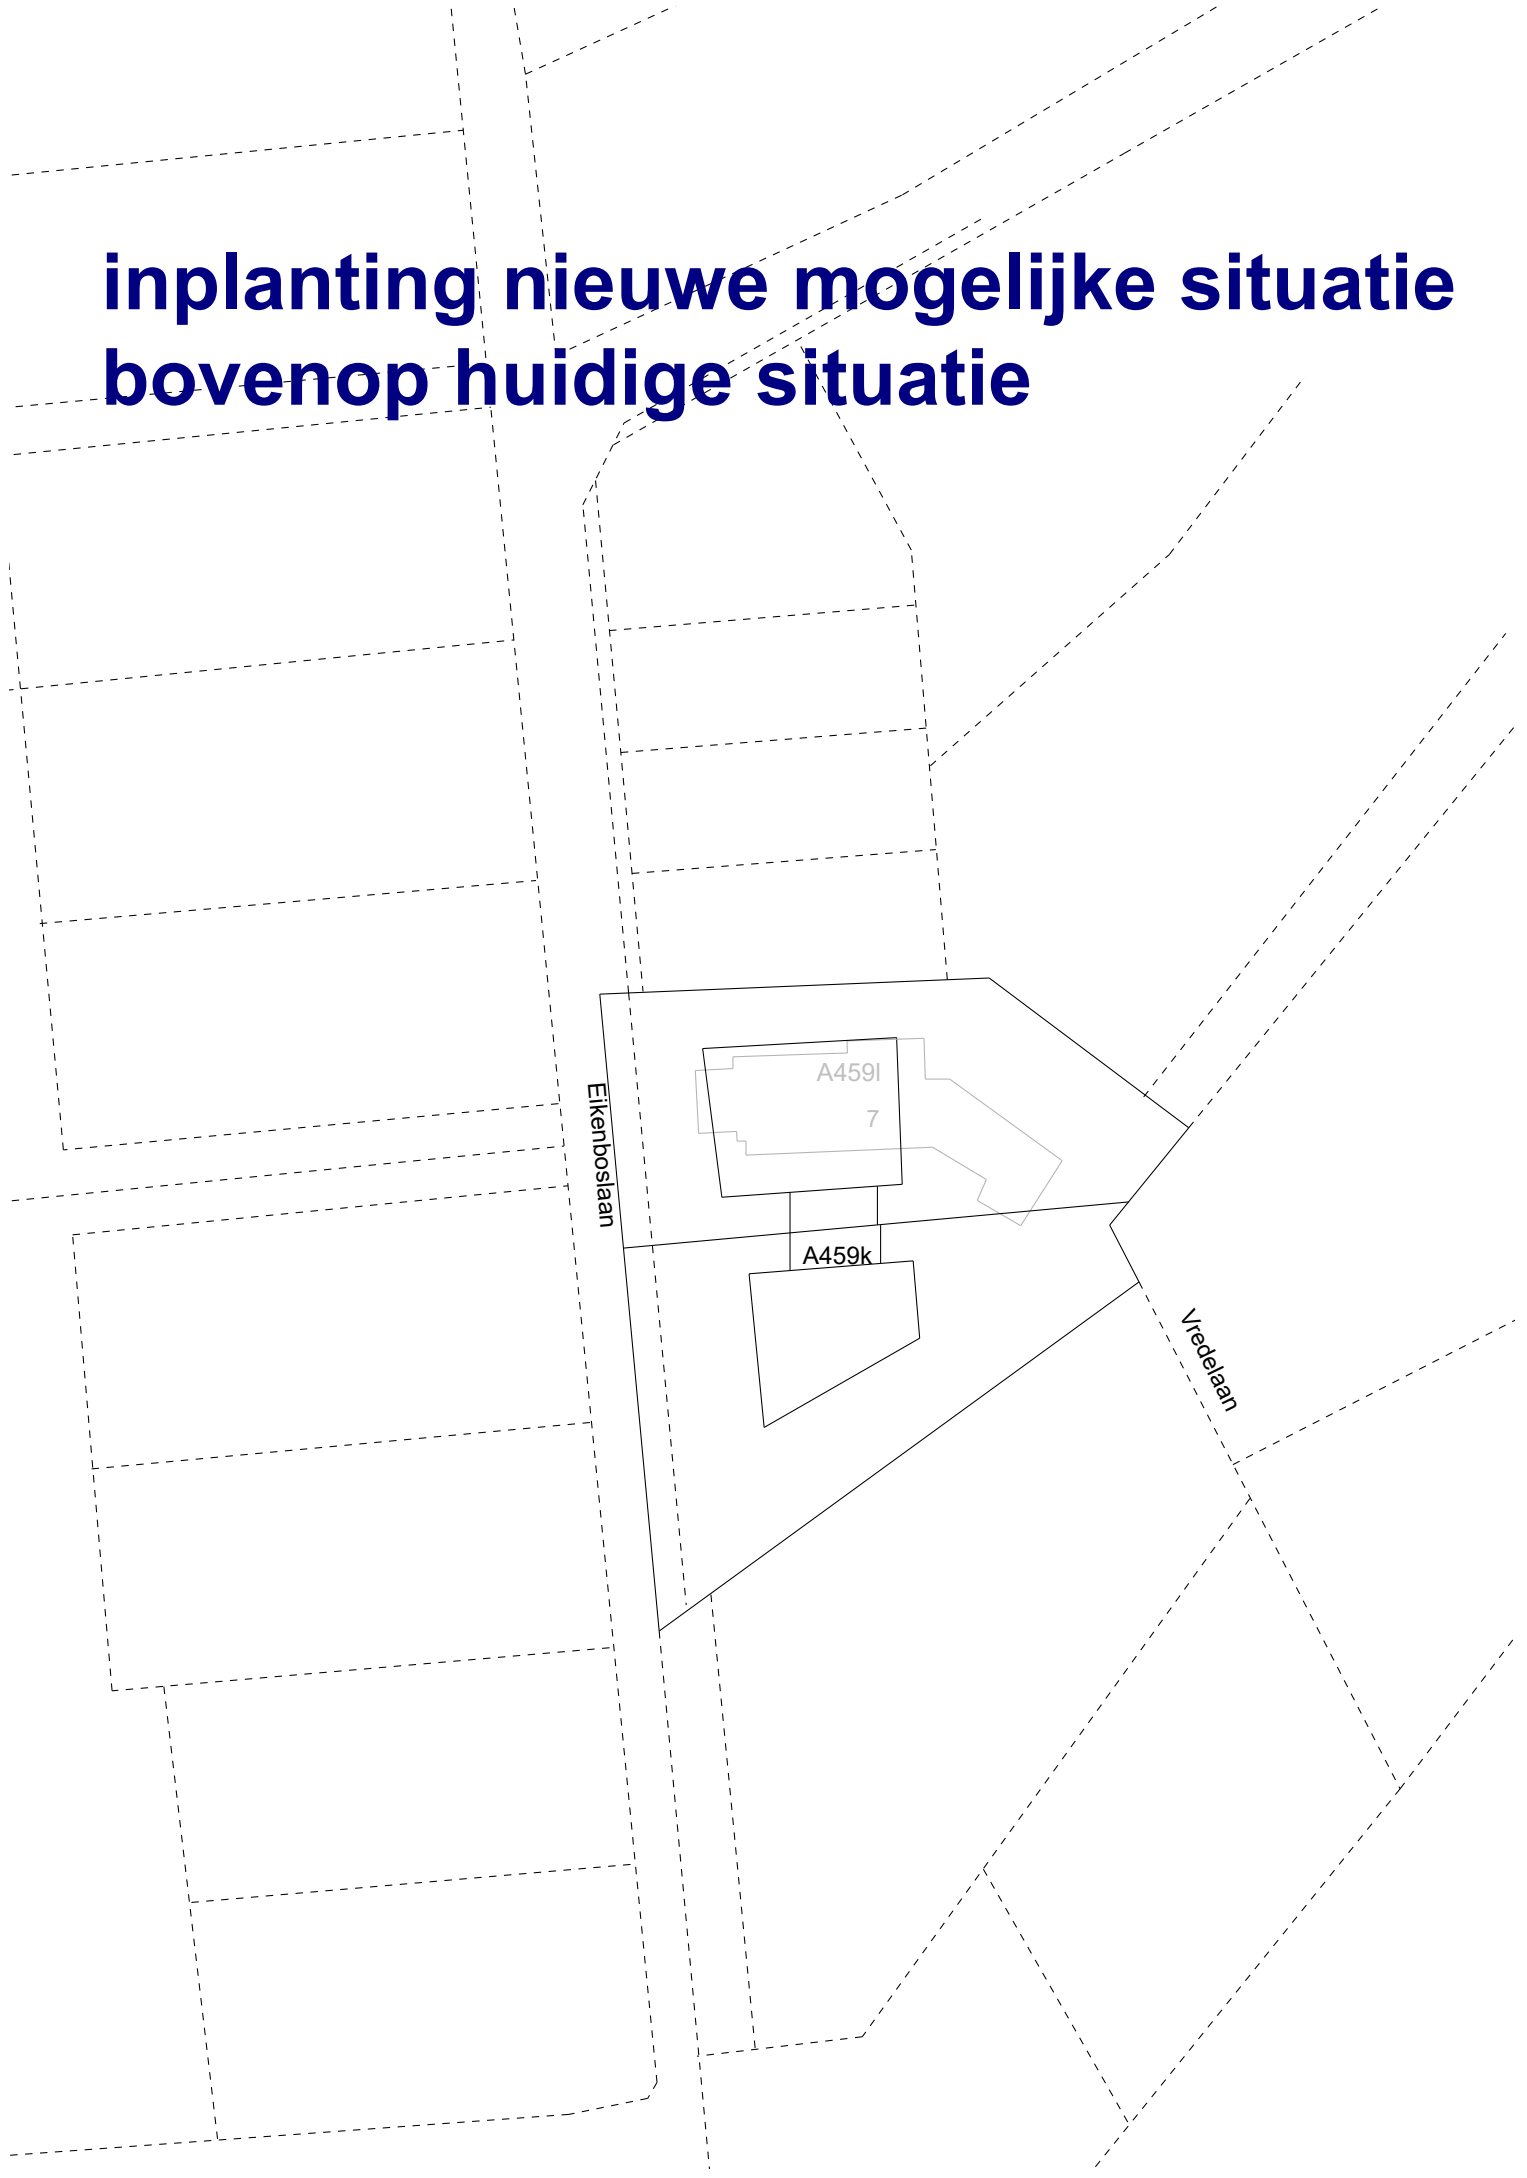 inplanting nieuwe mogelijke situatie
bovenop huidige situatie
A459l
7
Eikenboslaan
A459k
Vredelaan